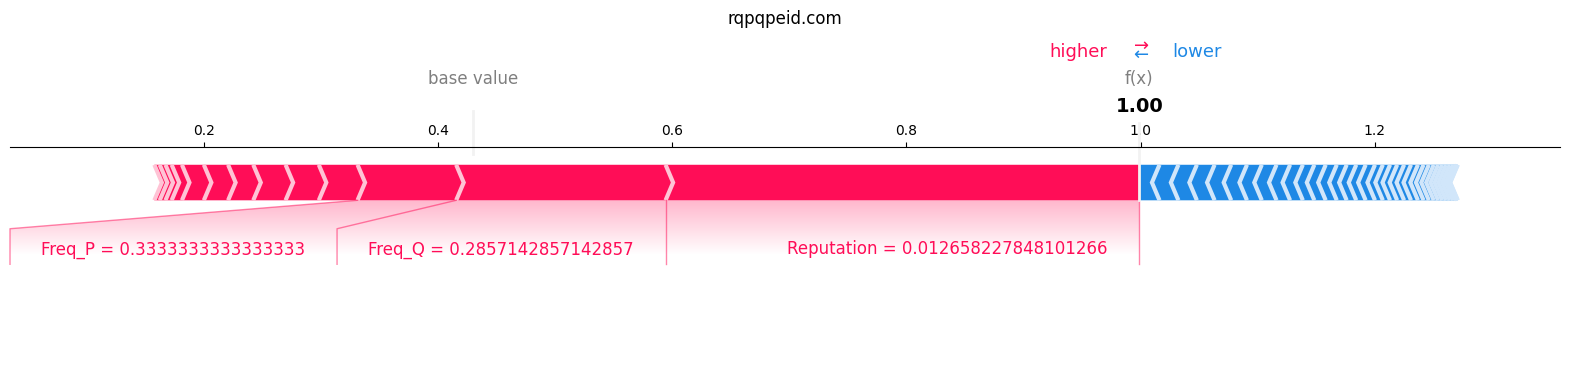 rqpqpeid.com
higher ⇄ lower
base value f(x)
1.00
0.2 0.4 0.6 0.8 1.0 1.2
Freq_P = 0.3333333333333333 Freq_Q = 0.2857142857142857 Reputation = 0.012658227848101266